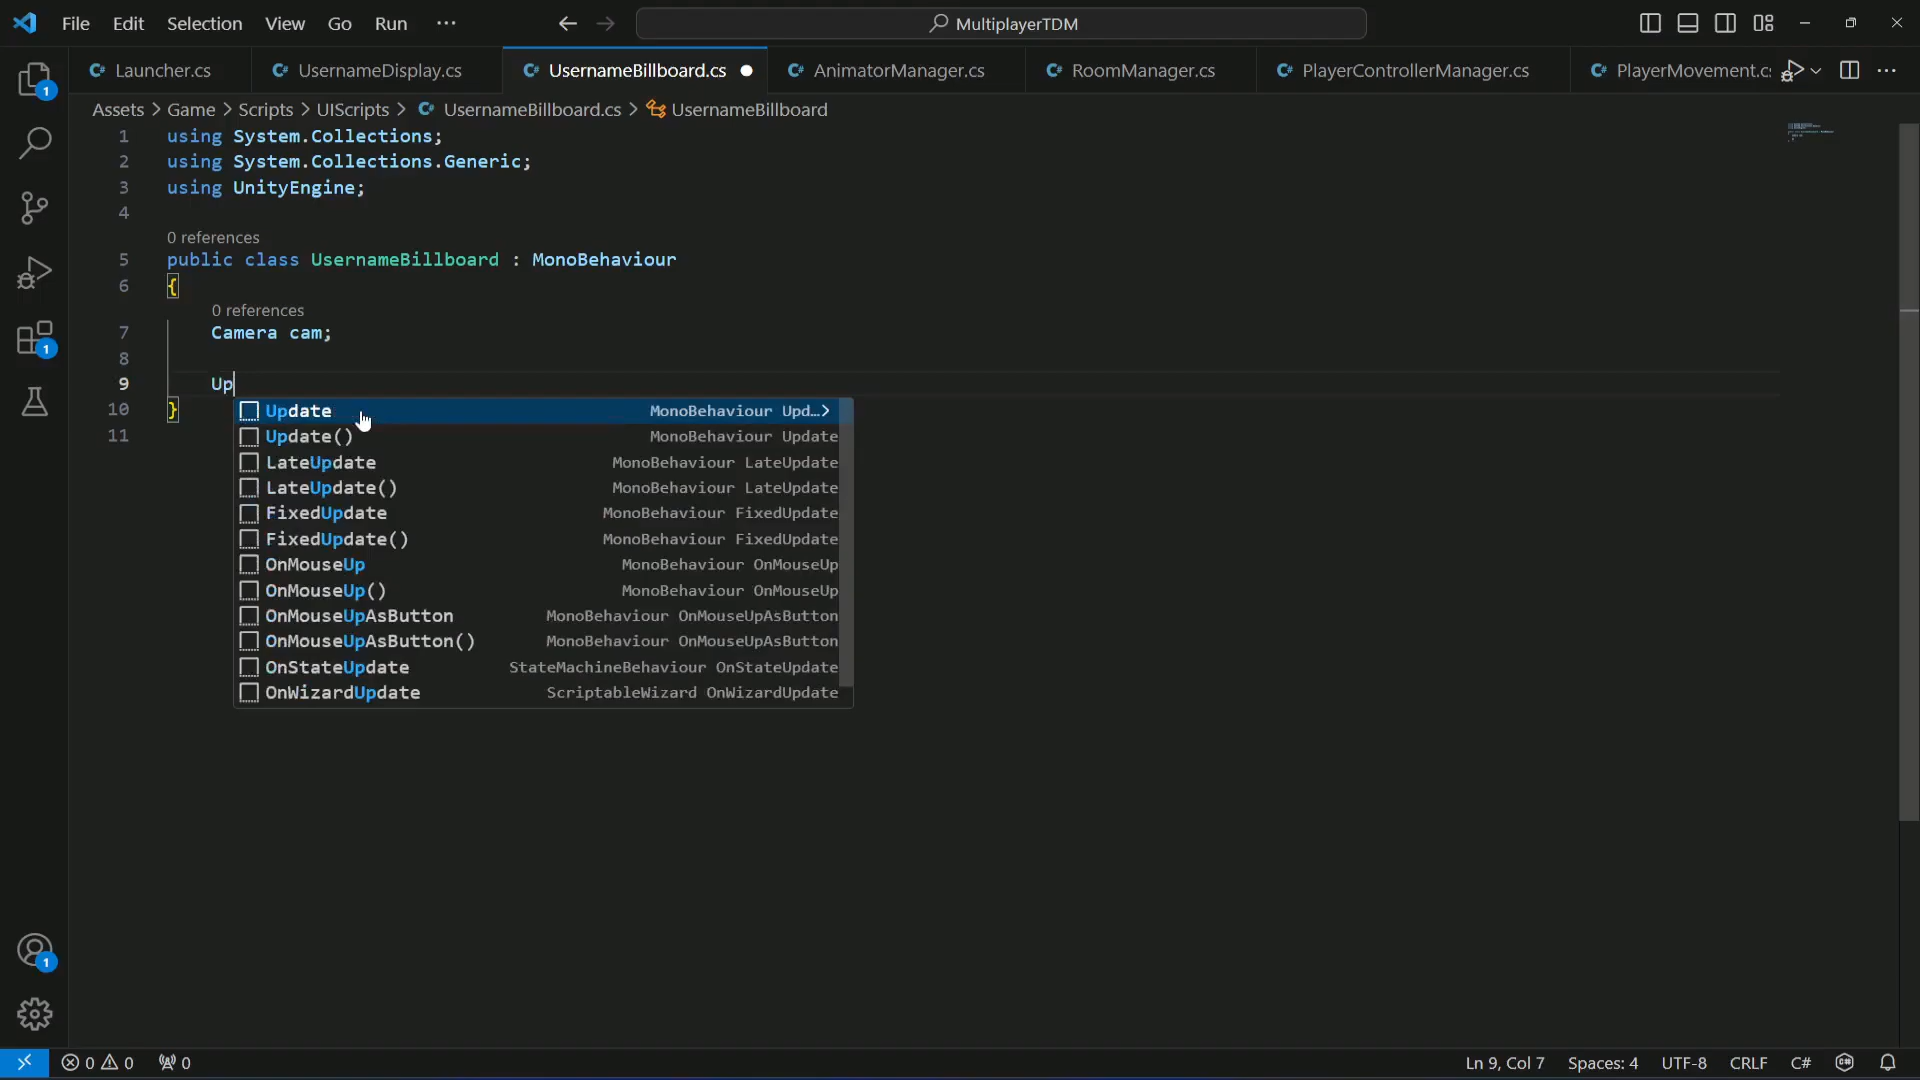 File Edit Selection View Go Run ··· MultiplayerTDM
Launcher.cs UsernameDisplay.cs UsernameBillboard.cs AnimatorManager.cs RoomManager.cs PlayerControllerManager.cs PlayerMovement.c
Assets > Game > Scripts > UIScripts > UsernameBillboard.cs > UsernameBillboard
1 using System.Collections;
2 using System.Collections.Generic;
3 using UnityEngine;
4
0 references
5 public class UsernameBillboard : MonoBehaviour
6 {
0 references
7 Camera cam;
8
9 Up
10 }
11
Update MonoBehaviour Upd…>
Update() MonoBehaviour Update
LateUpdate MonoBehaviour LateUpdate
LateUpdate() MonoBehaviour LateUpdate
FixedUpdate MonoBehaviour FixedUpdate
FixedUpdate() MonoBehaviour FixedUpdate
OnMouseUp MonoBehaviour OnMouseUp
OnMouseUp() MonoBehaviour OnMouseUp
OnMouseUpAsButton MonoBehaviour OnMouseUpAsButton
OnMouseUpAsButton() MonoBehaviour OnMouseUpAsButton
OnStateUpdate StateMachineBehaviour OnStateUpdate
OnWizardUpdate ScriptableWizard OnWizardUpdate
1
1
1
0 0 0 Ln 9, Col 7 Spaces: 4 UTF-8 CRLF C#